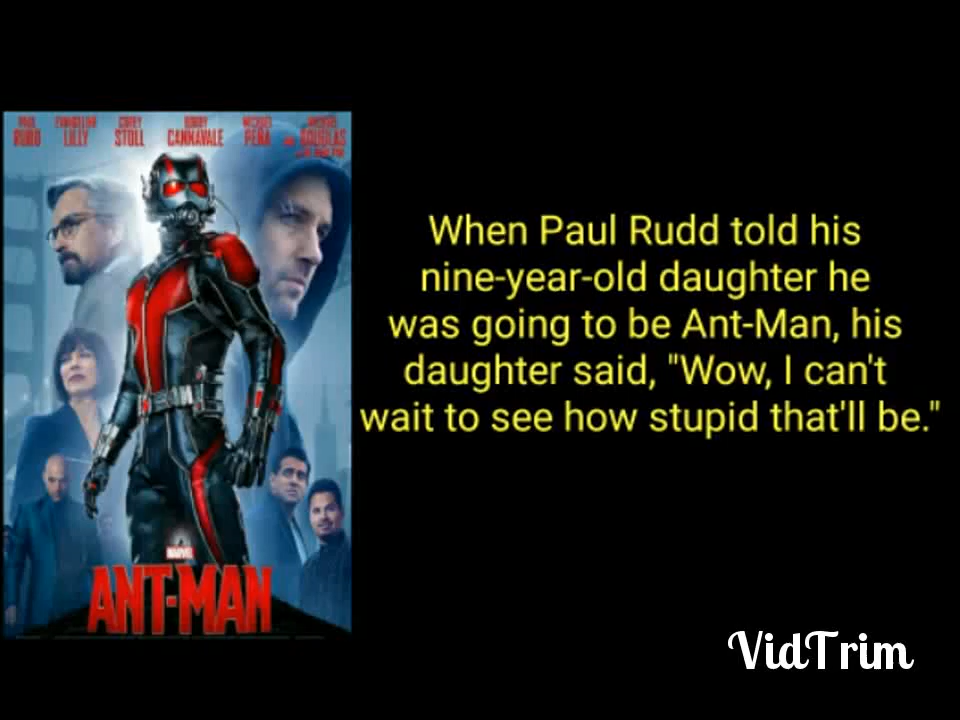 PAUL EVANGELINE COREY BOBBY MICHAEL MICHAEL
RUDD LILLY STOLL CANNAVALE PEÑA AND DOUGLAS
When Paul Rudd told his
nine-year-old daughter he
was going to be Ant-Man, his
daughter said, "Wow, I can't
wait to see how stupid that'll be."
MARVEL
ANT-MAN
VidTrim